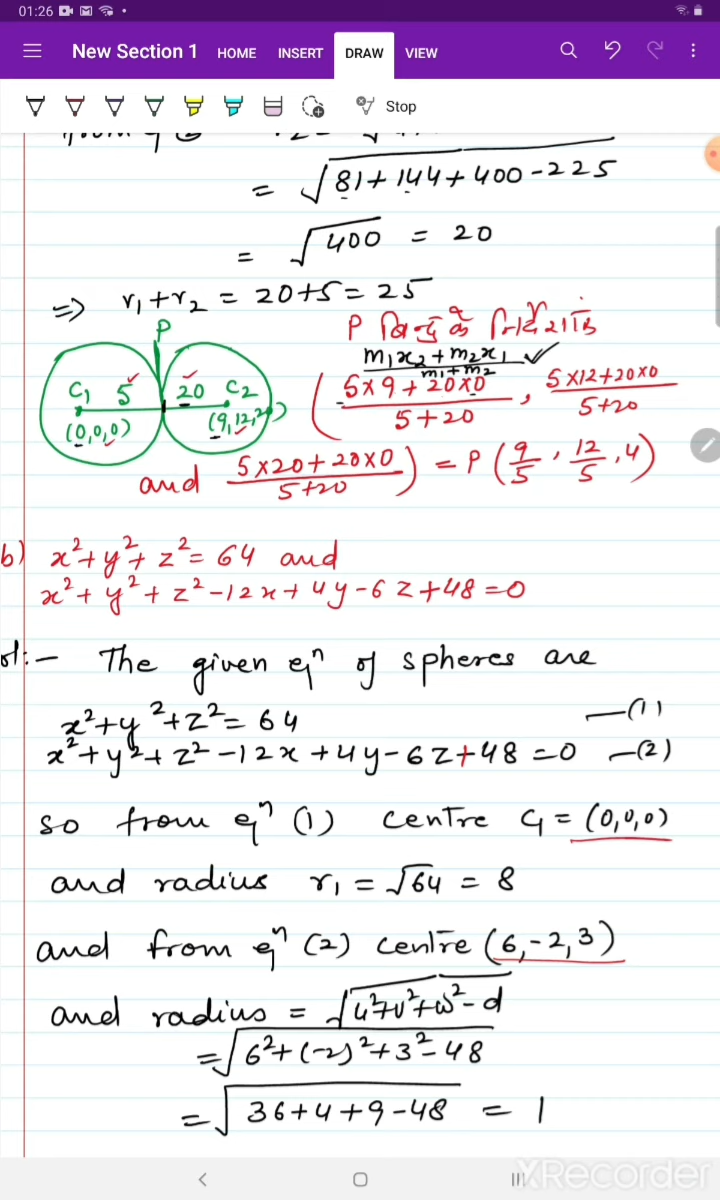 01:26
New Section 1 HOME INSERT DRAW VIEW
Stop
= √81+144+400-225
= √400 = 20
=> r₁+r₂ = 20+5 = 25
P
C₁ 5 20 C₂
(0,0,0) (9,12,20)
P बिन्दु के निर्देशांक
m₁x₂+m₂x₁ / m₁+m₂ ✓
(5×9+20×0 / 5+20, 5×12+20×0 / 5+20
and 5×20+20×0 / 5+20) = P(9/5, 12/5, 4)
b) x²+y²+z²=64 and
x²+y²+z²-12x+4y-6z+48=0
:- The given eqⁿ of spheres are
x²+y²+z²=64 —(1)
x²+y²+z²-12x+4y-6z+48=0 —(2)
so from eqⁿ (1) centre C₁ = (0,0,0)
and radius r₁ = √64 = 8
and from eqⁿ (2) centre (6,-2,3)
and radius = √u²+v²+w²-d
= √6²+(-2)²+3²-48
= √36+4+9-48 = 1
XRecorder